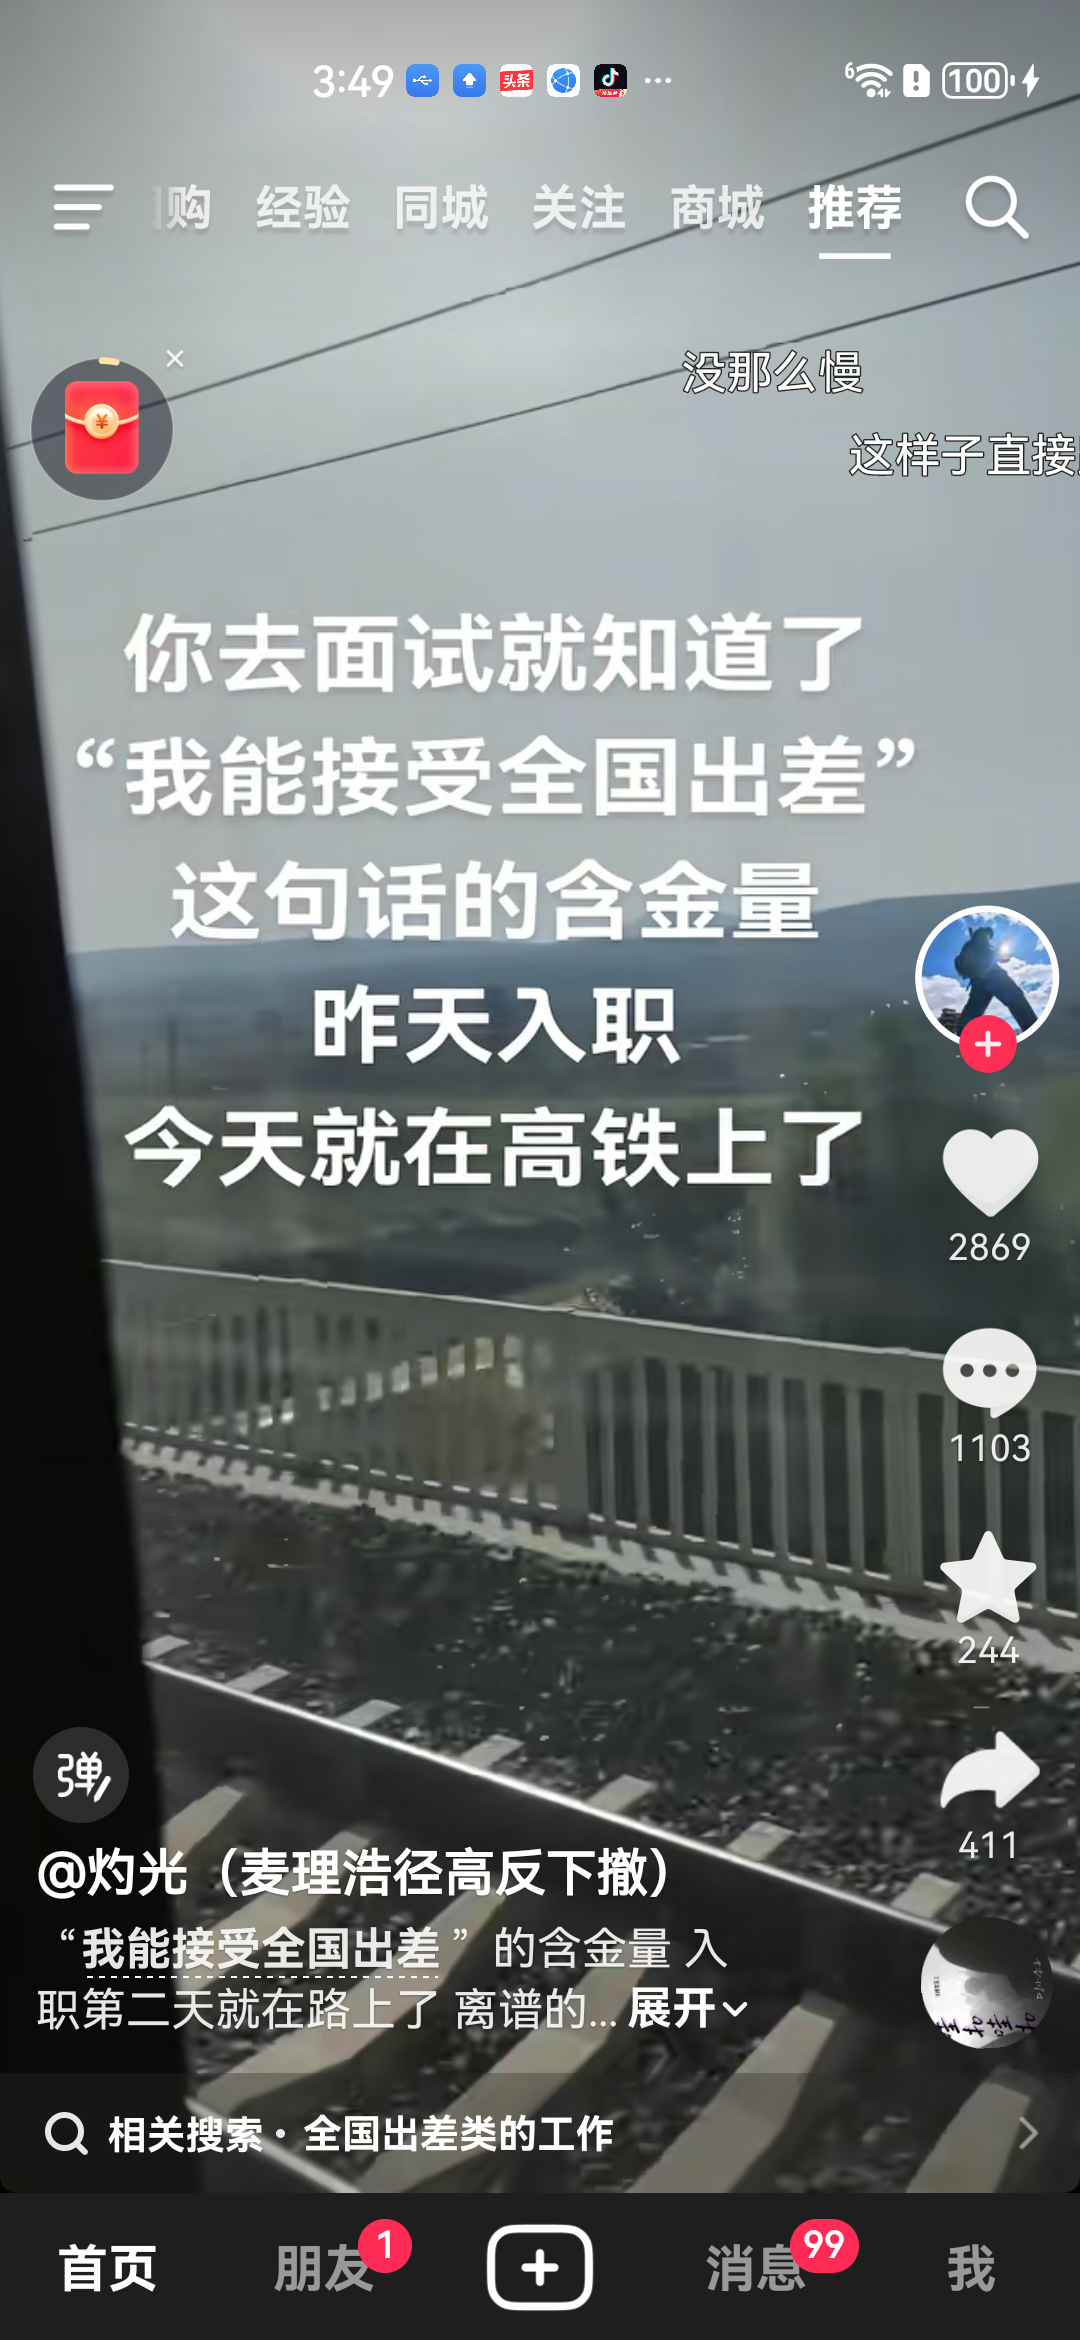 3:49
头条
6
100
购 经验 同城 关注 商城 推荐
没那么慢
这样子直接
你去面试就知道了
“我能接受全国出差”
这句话的含金量
昨天入职
今天就在高铁上了
2869
1103
244
411
弹
@灼光（麦理浩径高反下撤）
“我能接受全国出差”的含金量 入
职第二天就在路上了 离谱的... 展开
相关搜索 · 全国出差类的工作
首页 朋友 1 消息 99 我